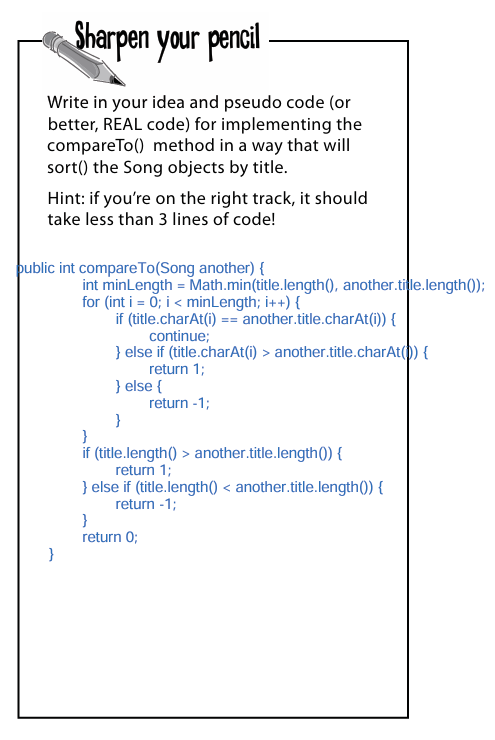 Sharpen your pencil
Write in your idea and pseudo code (or
better, REAL code) for implementing the
compareTo()  method in a way that will
sort() the Song objects by title.
Hint: if you're on the right track, it should
take less than 3 lines of code!
public int compareTo(Song another) {
int minLength = Math.min(title.length(), another.title.length());
for (int i = 0; i < minLength; i++) {
if (title.charAt(i) == another.title.charAt(i)) {
continue;
} else if (title.charAt(i) > another.title.charAt(i)) {
return 1;
} else {
return -1;
}
}
if (title.length() > another.title.length()) {
return 1;
} else if (title.length() < another.title.length()) {
return -1;
}
return 0;
}